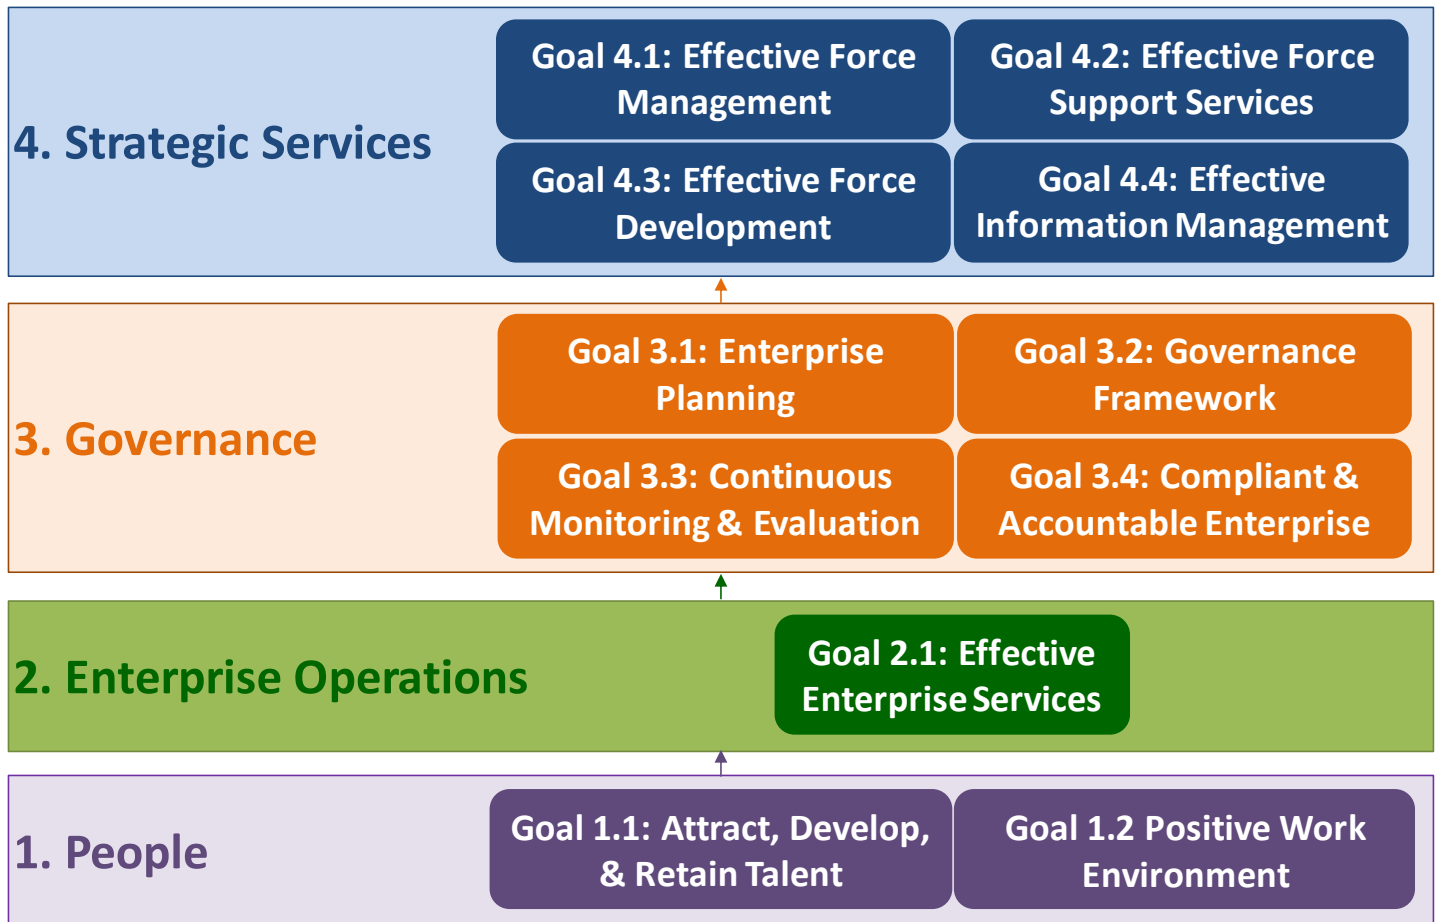 4. Strategic Services
Goal 4.1: Effective Force
Management
Goal 4.2: Effective Force
Support Services
Goal 4.3: Effective Force
Development
Goal 4.4: Effective
Information Management
3. Governance
Goal 3.1: Enterprise
Planning
Goal 3.2: Governance
Framework
Goal 3.3: Continuous
Monitoring & Evaluation
Goal 3.4: Compliant &
Accountable Enterprise
2. Enterprise Operations
Goal 2.1: Effective
Enterprise Services
1. People
Goal 1.1: Attract, Develop,
& Retain Talent
Goal 1.2 Positive Work
Environment